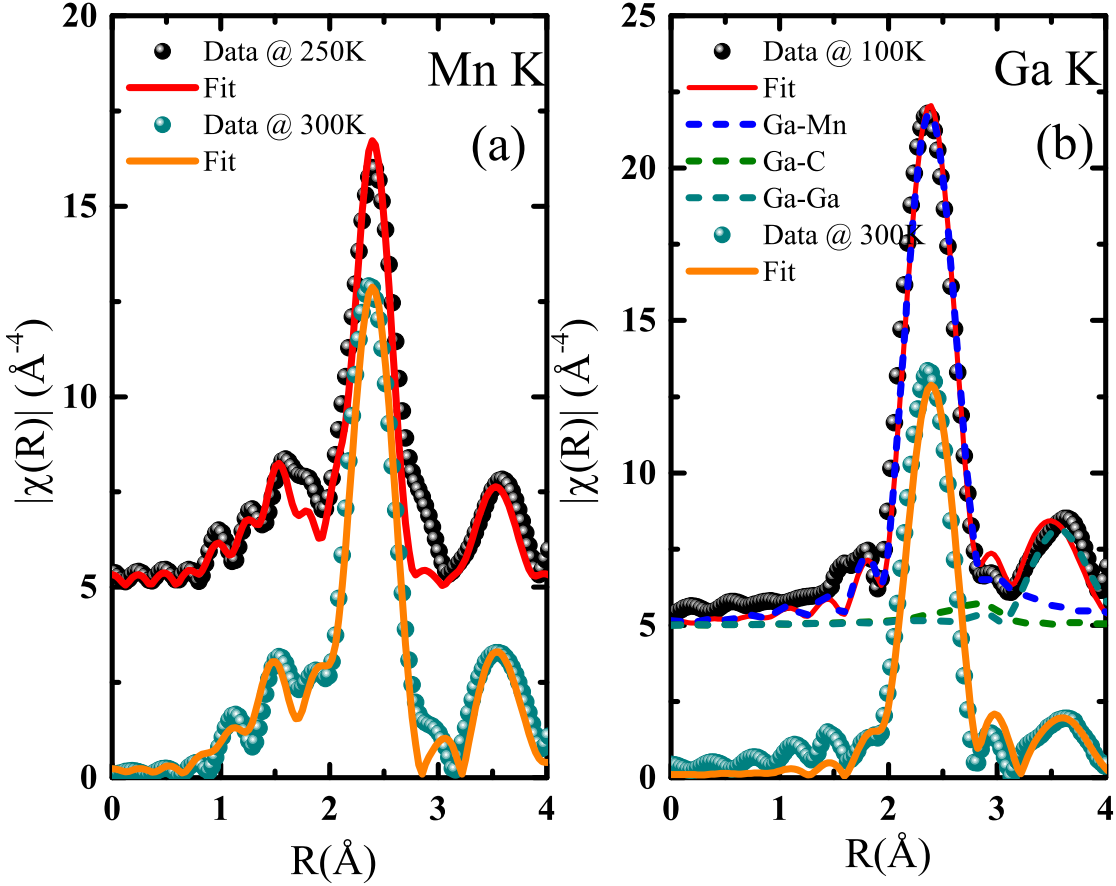 20
15
10
5
0
0
1
2
3
4
|χ(R)| (Å⁻⁴)
R(Å)
Data @ 250K
Fit
Data @ 300K
Fit
Mn K
(a)
25
20
15
10
5
0
0
1
2
3
4
|χ(R)| (Å⁻⁴)
R(Å)
Data @ 100K
Fit
Ga-Mn
Ga-C
Ga-Ga
Data @ 300K
Fit
Ga K
(b)